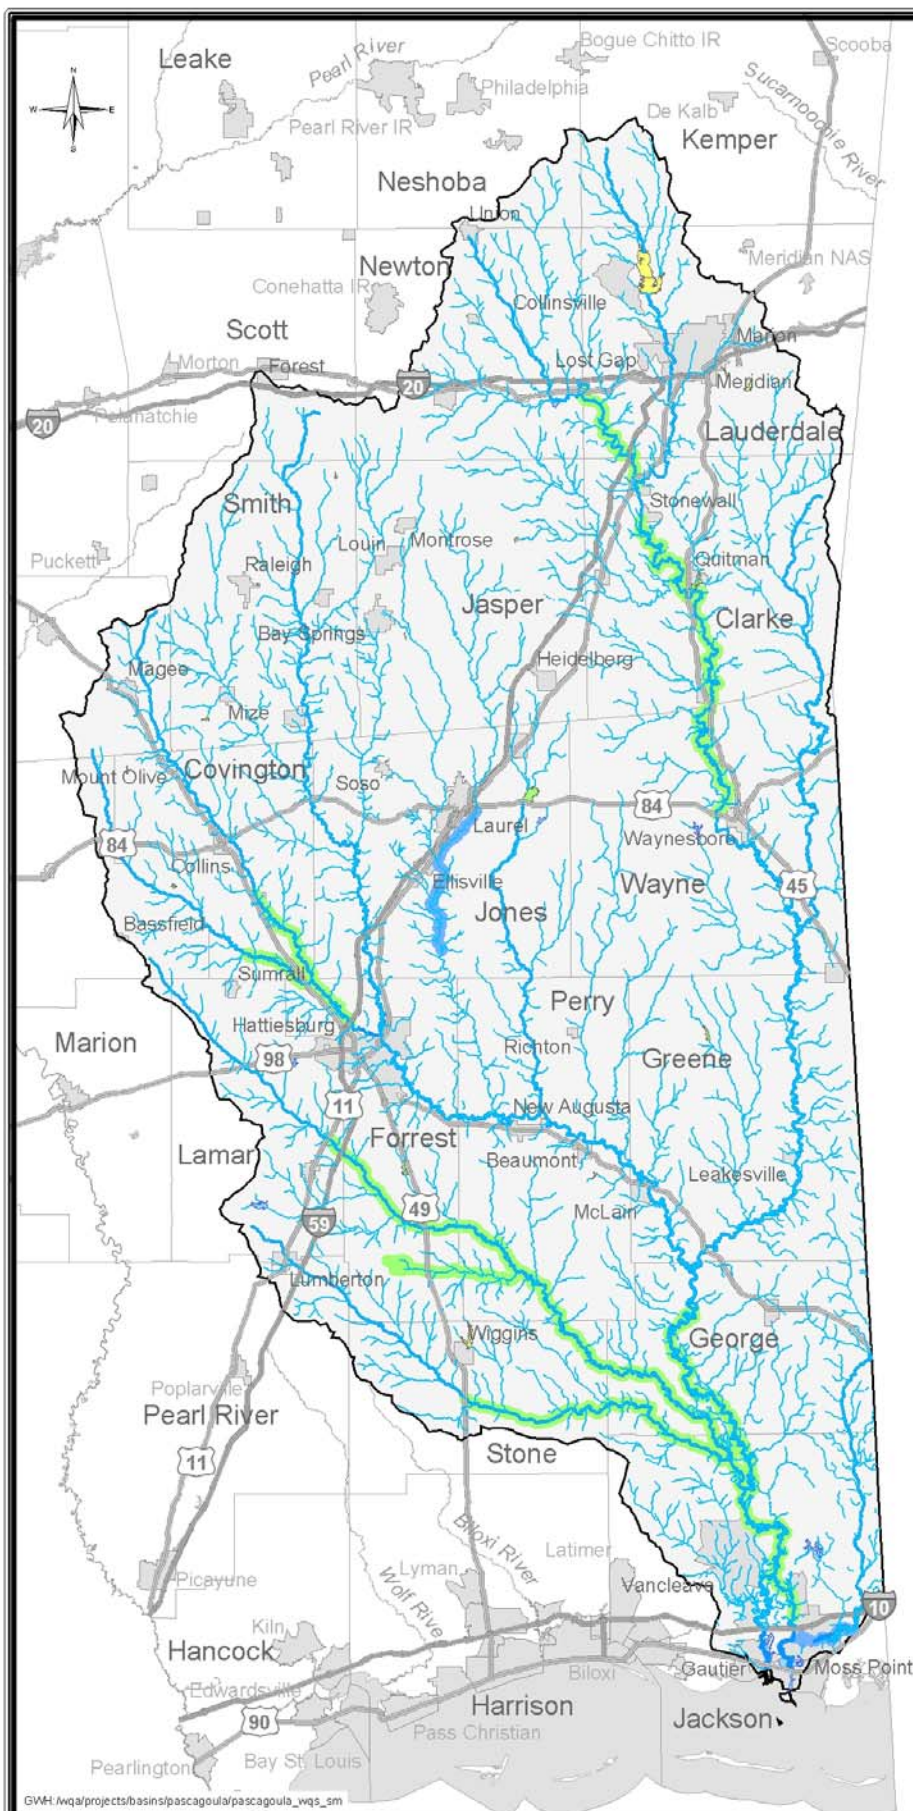 Bogue Chitto IR
Scooba
Leake
Pearl River
Philadelphia
Sucarnoochie River
N
W
E
S
De Kalb
Pearl River IR
Kemper
Neshoba
Union
Newton
Meridian NAS
Conehatta IR
Collinsville
Scott
Marion
Morton
Forest
Lost Gap
20
Meridian
Pelahatchie
20
Lauderdale
Smith
Stonewall
Louin
Montrose
Puckett
Raleigh
Quitman
Jasper
Clarke
Bay Springs
Heidelberg
Magee
Mize
Mount Olive
Covington
Soso
84
Laurel
Waynesboro
84
Collins
Ellisville
Wayne
45
Jones
Bassfield
Sumrall
Perry
Hattiesburg
Marion
98
Richton
Greene
11
New Augusta
Forrest
Lamar
Beaumont
Leakesville
49
McLain
59
Lumberton
Wiggins
George
Poplarville
Pearl River
Stone
11
Biloxi River
Latimer
Lyman
Picayune
Wolf River
Vancleave
10
Kiln
Hancock
Gautier
Moss Point
Biloxi
Edwardsville
Harrison
Jackson
90
Pass Christian
Pearlington
Bay St. Louis
GWH:/wqa/projects/basins/pascagoula/pascagoula_wqs_sm